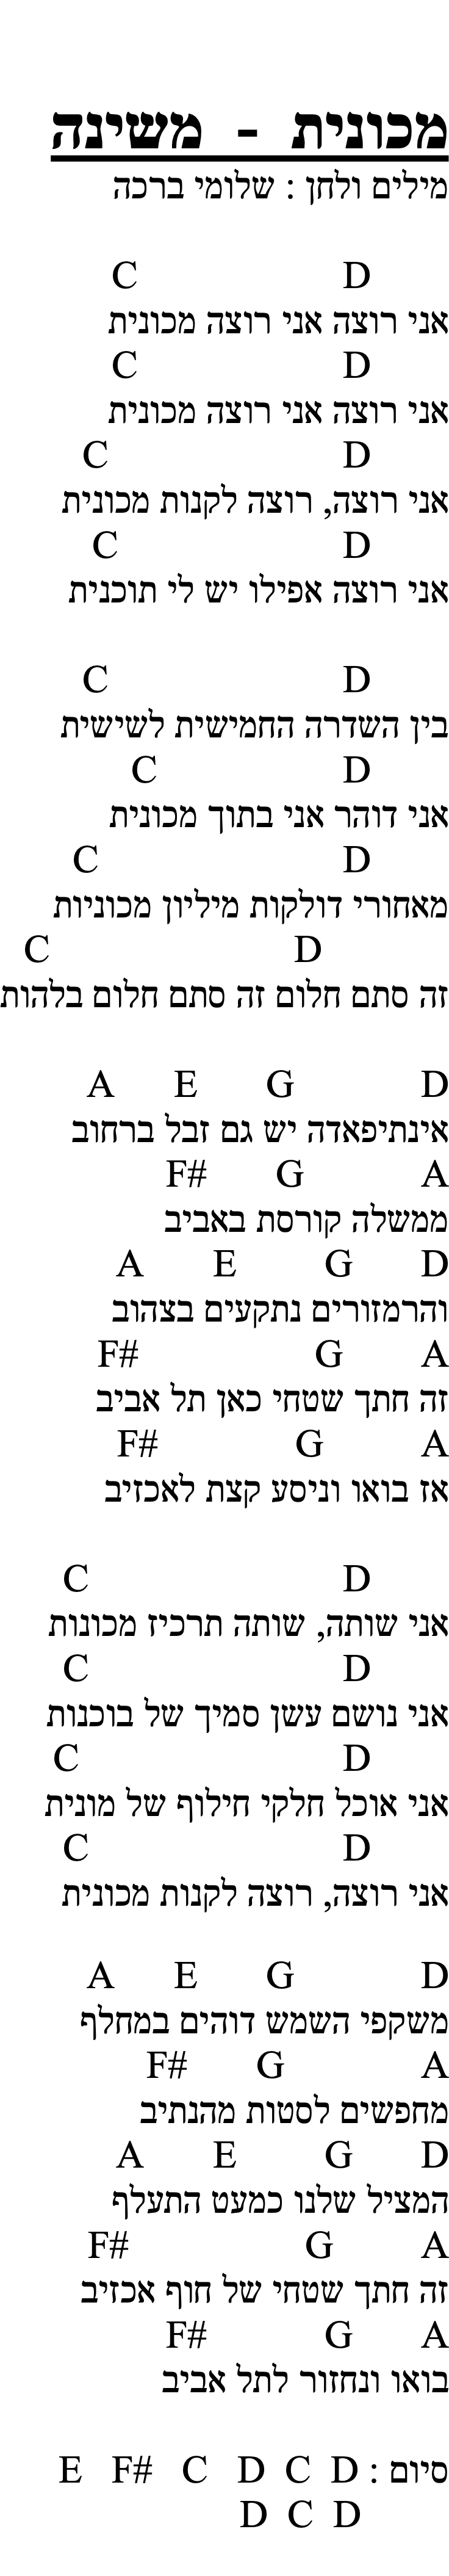 מכונית - משינה
מילים ולחן : שלומי ברכה
D C
אני רוצה אני רוצה מכונית
D C
אני רוצה אני רוצה מכונית
D C
אני רוצה, רוצה לקנות מכונית
D C
אני רוצה אפילו יש לי תוכנית
D C
בין השדרה החמישית לשישית
D C
אני דוהר אני בתוך מכונית
D C
מאחורי דולקות מיליון מכוניות
D C
זה סתם חלום זה סתם חלום בלהות
D G E A
אינתיפאדה יש גם זבל ברחוב
A G F#
ממשלה קורסת באביב
D G E A
והרמזורים נתקעים בצהוב
A G F#
זה חתך שטחי כאן תל אביב
A G F#
אז בואו וניסע קצת לאכזיב
D C
אני שותה, שותה תרכיז מכונות
D C
אני נושם עשן סמיך של בוכנות
D C
אני אוכל חלקי חילוף של מונית
D C
אני רוצה, רוצה לקנות מכונית
D G E A
משקפי השמש דוהים במחלף
A G F#
מחפשים לסטות מהנתיב
D G E A
המציל שלנו כמעט התעלף
A G F#
זה חתך שטחי של חוף אכזיב
A G F#
בואו ונחזור לתל אביב
סיום : D C D C F# E
D C D